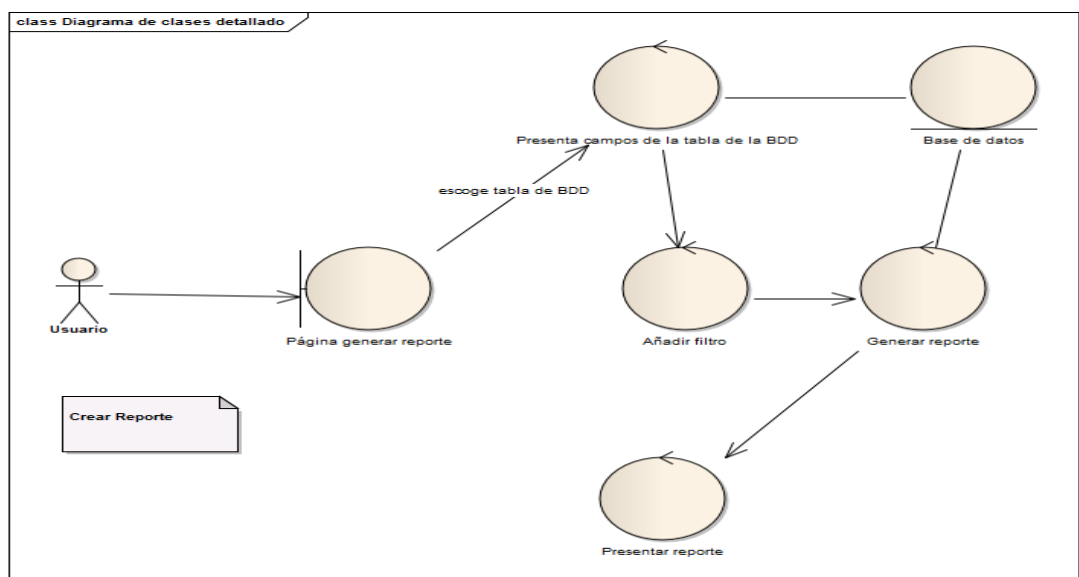 class Diagrama de clases detallado
Presenta campos de la tabla de la BDD
Base de datos
escoge tabla de BDD
Usuario
Página generar reporte
Añadir filtro
Generar reporte
Crear Reporte
Presentar reporte